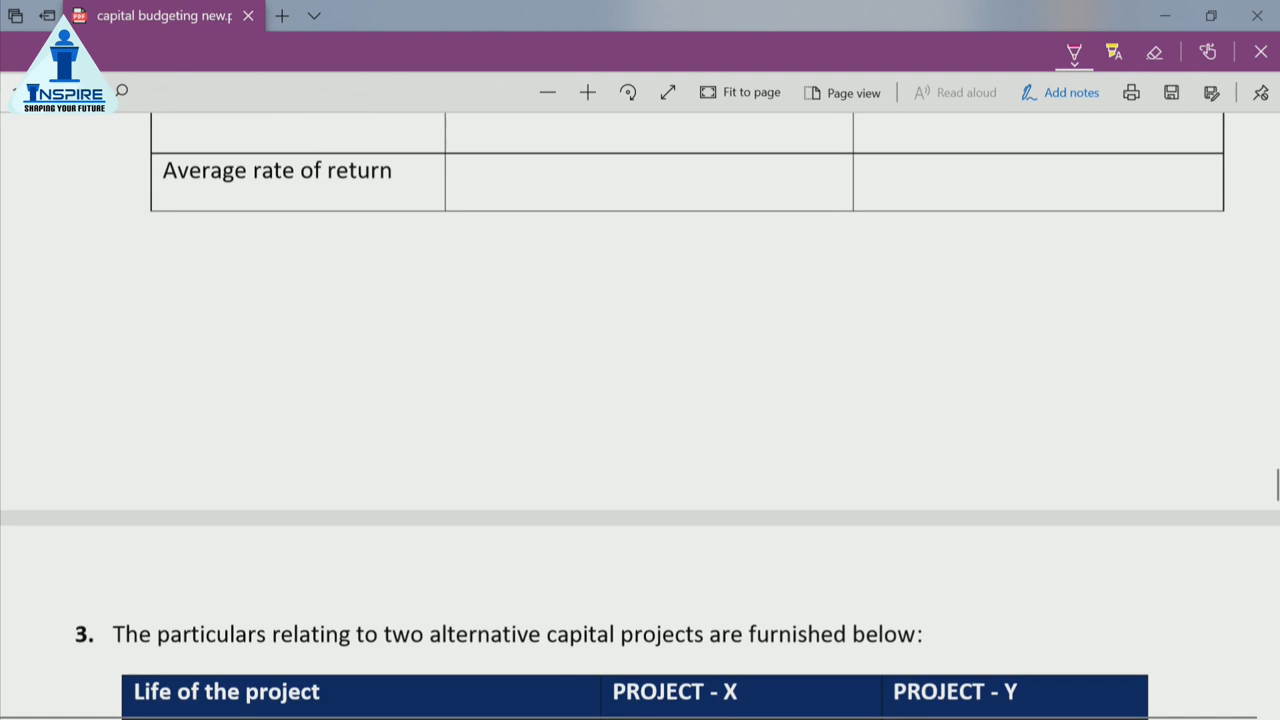 capital budgeting new.p
INSPIRE
SHAPING YOUR FUTURE
Fit to page
Page view
Read aloud
Add notes
Average rate of return
3. The particulars relating to two alternative capital projects are furnished below:
Life of the project PROJECT - X PROJECT - Y